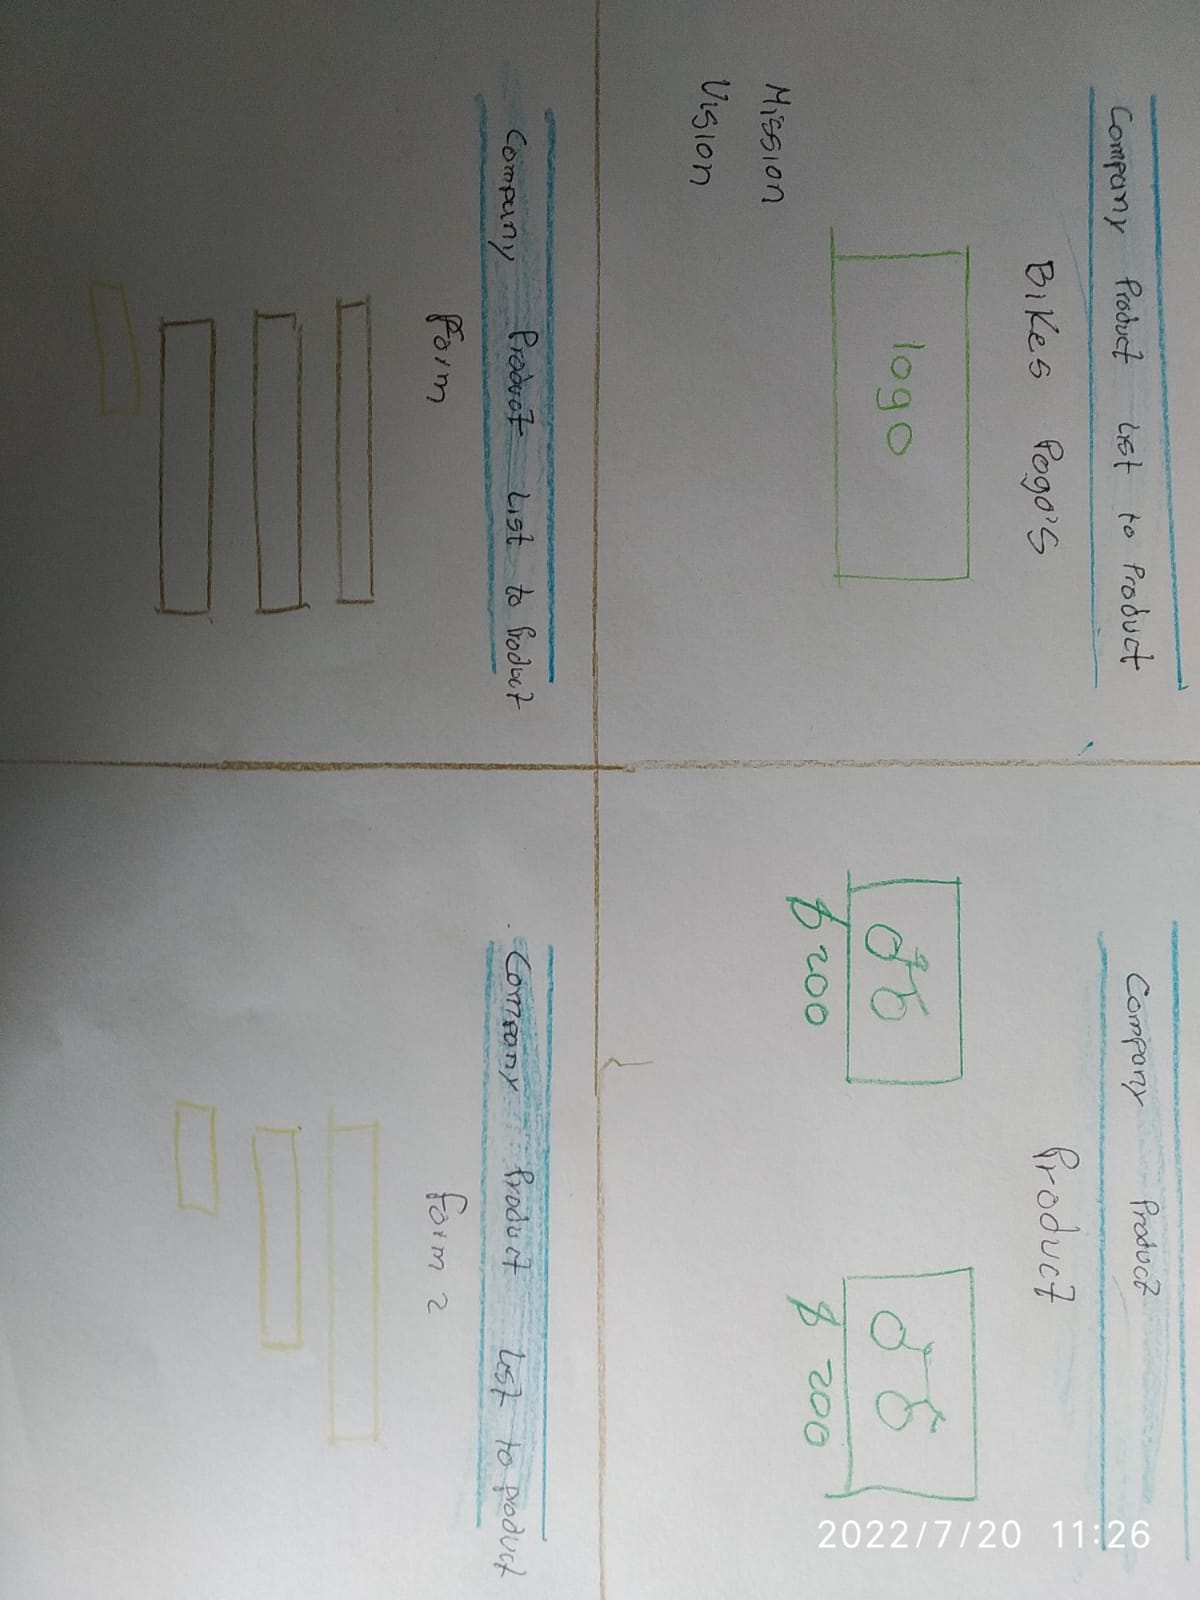 Company Product List to Product
Bikes Pogo's
logo
Mission
Vision
Company Product
Product
$ 200
$ 200
Company Product List to Product
Form
Company Product List to product
form 2
2022/7/20 11:26